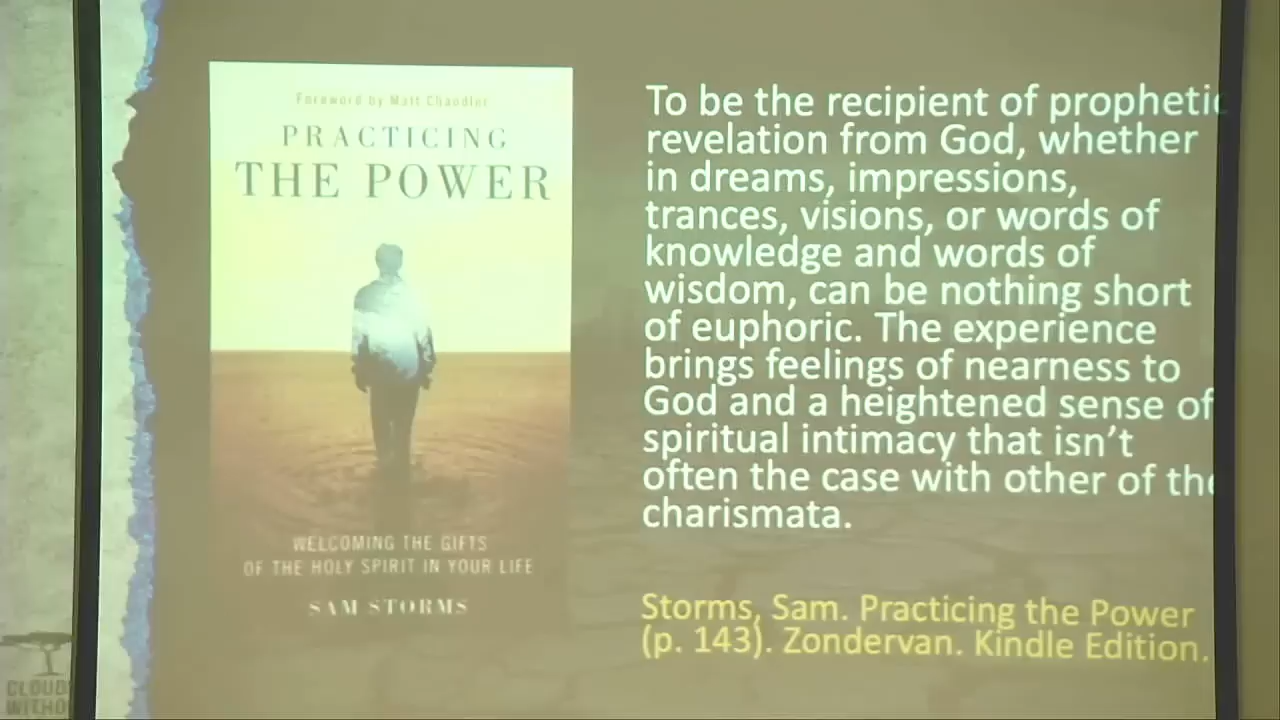 Foreword by Matt Chandler
PRACTICING
THE POWER
WELCOMING THE GIFTS
OF THE HOLY SPIRIT IN YOUR LIFE
SAM STORMS
To be the recipient of prophetic
revelation from God, whether
in dreams, impressions,
trances, visions, or words of
knowledge and words of
wisdom, can be nothing short
of euphoric. The experience
brings feelings of nearness to
God and a heightened sense of
spiritual intimacy that isn’t
often the case with other of the
charismata.
Storms, Sam. Practicing the Power
(p. 143). Zondervan. Kindle Edition.
CLOUD
WITHO